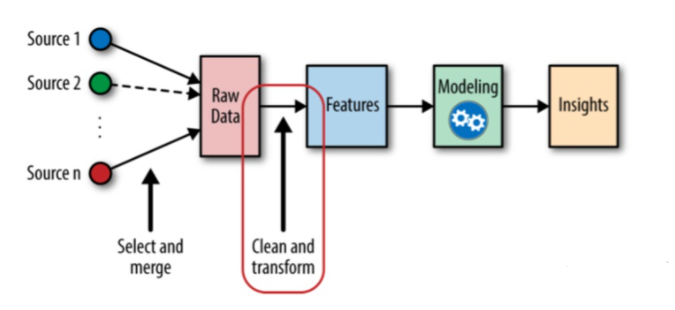 Source 1
Source 2
Source n
Raw
Data
Features
Modeling
Insights
Select and
merge
Clean and
transform